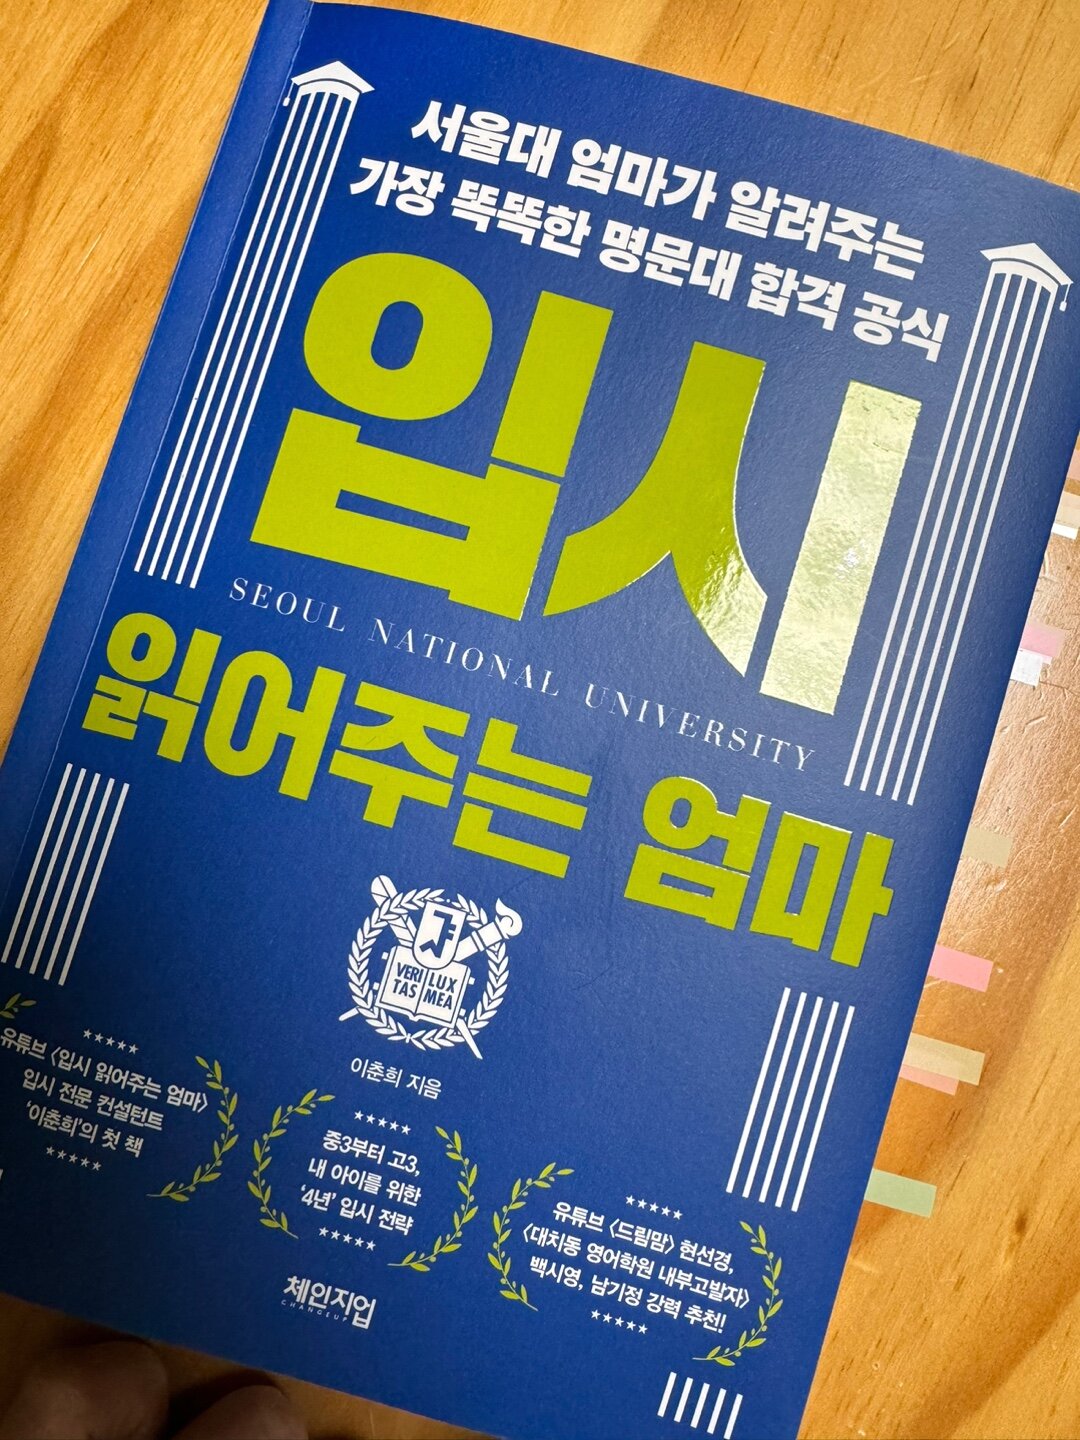 서울대 엄마가 알려주는
가장 똑똑한 명문대 합격 공식
입시
SEOUL NATIONAL UNIVERSITY
읽어주는 엄마
VERI LUX
TAS MEA
이춘희 지음
유튜브 〈입시 읽어주는 엄마〉
입시 전문 컨설턴트
‘이춘희’의 첫 책
중3부터 고3,
내 아이를 위한
‘4년’ 입시 전략
유튜브 〈드림맘〉 현선경,
〈대치동 영어학원 내부고발자〉
백시영, 남기정 강력 추천!
체인지업
CHANGEUP